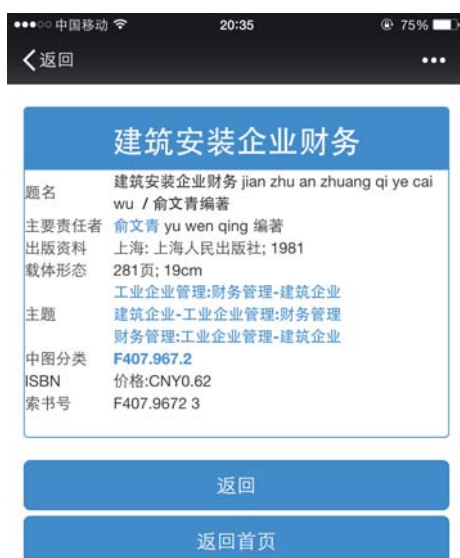 中国移动 20:35 75%
返回
建筑安装企业财务
题名 建筑安装企业财务 jian zhu an zhuang qi ye cai
wu / 俞文青编著
主要责任者 俞文青 yu wen qing 编著
出版资料 上海: 上海人民出版社; 1981
载体形态 281页; 19cm
工业企业管理:财务管理-建筑企业
主题 建筑企业-工业企业管理:财务管理
财务管理:工业企业管理-建筑企业
中图分类 F407.967.2
ISBN 价格:CNY0.62
索书号 F407.9672 3
返回
返回首页